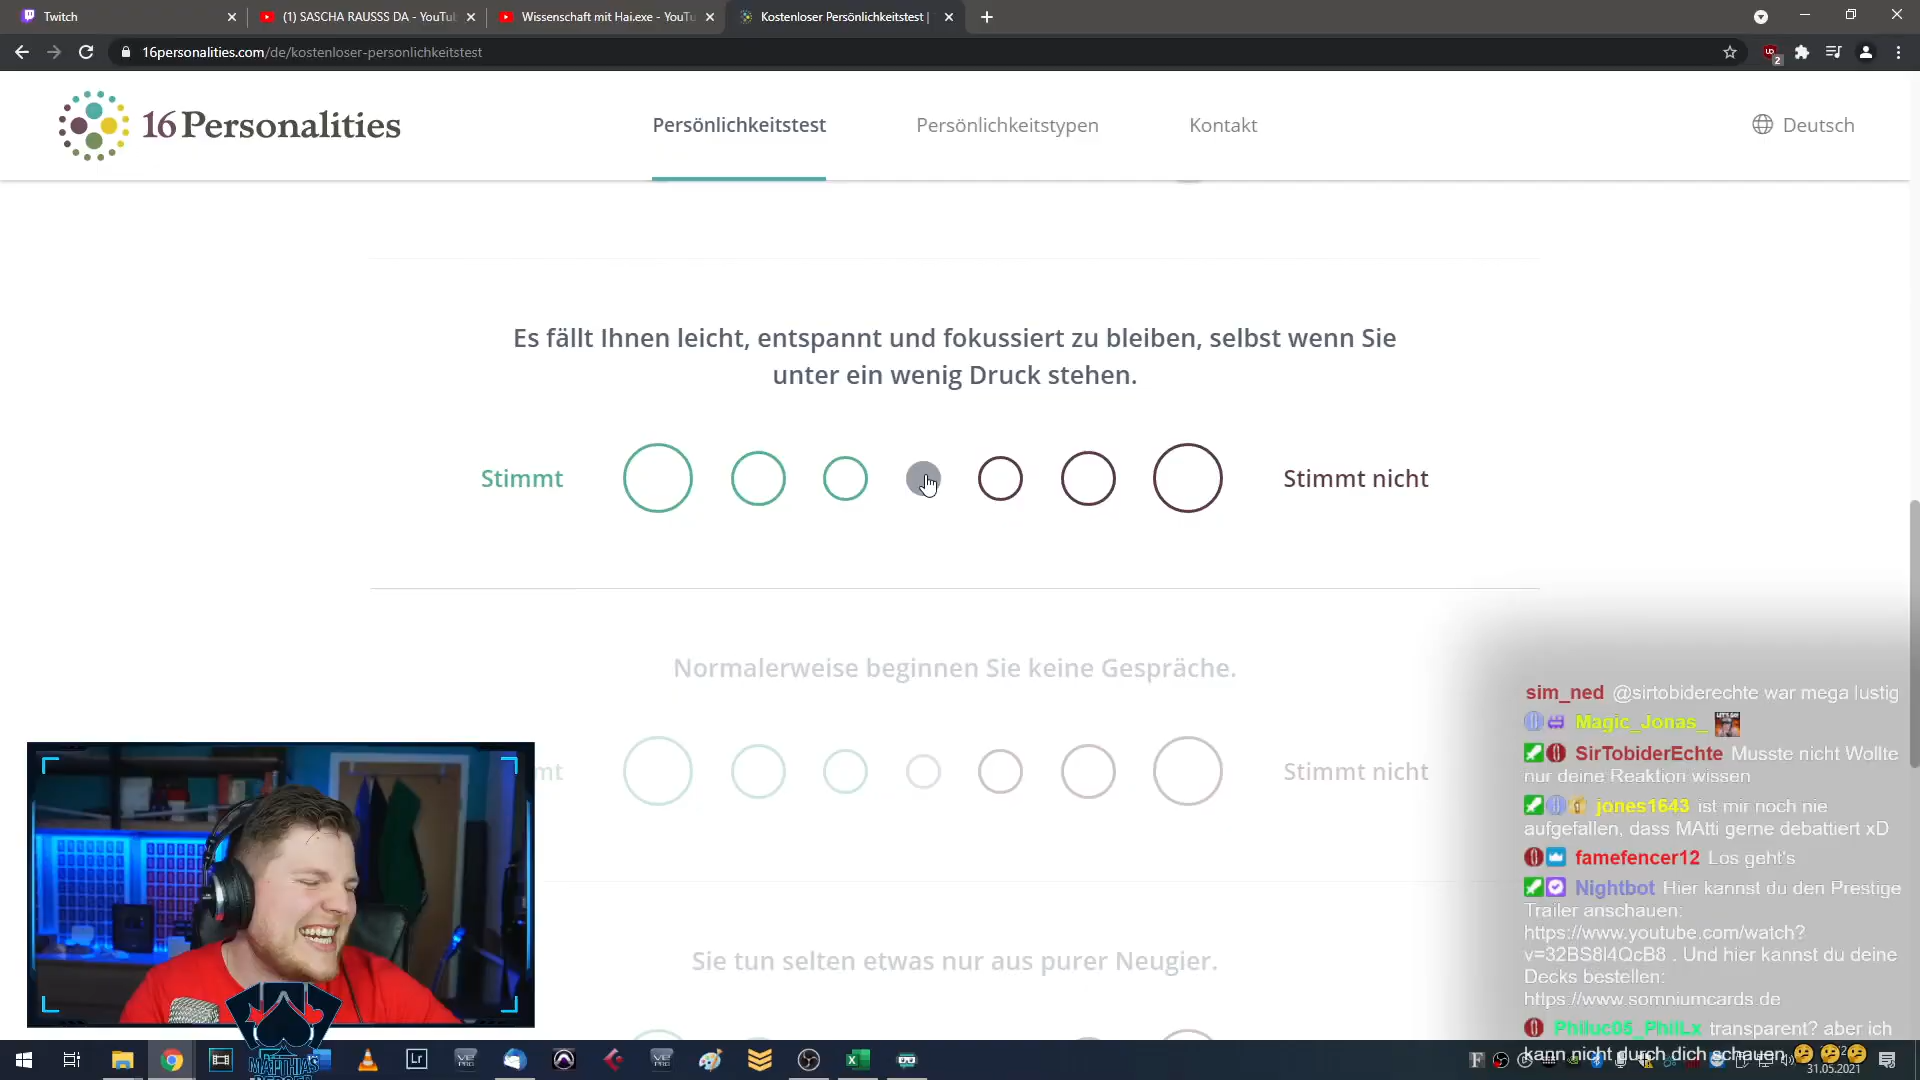 Twitch
(1) SASCHA RAUSSS DA - YouTu
Wissenschaft mit Hai.exe - YouTu
Kostenloser Persönlichkeitstest |
16personalities.com/de/kostenloser-personlichkeitstest
2
16Personalities
Persönlichkeitstest
Persönlichkeitstypen
Kontakt
Deutsch
Es fällt Ihnen leicht, entspannt und fokussiert zu bleiben, selbst wenn Sie
unter ein wenig Druck stehen.
Stimmt
Stimmt nicht
Normalerweise beginnen Sie keine Gespräche.
mt
Stimmt nicht
Sie tun selten etwas nur aus purer Neugier.
sim_ned @sirtobiderechte war mega lustig
Magic_Jonas_
SirTobiderEchte Musste nicht Wollte
nur deine Reaktion wissen
jones1643 ist mir noch nie
aufgefallen, dass MAtti gerne debattiert xD
famefencer12 Los geht's
Nightbot Hier kannst du den Prestige
Trailer anschauen:
https://www.youtube.com/watch?
v=32BS8l4QcB8 . Und hier kannst du deine
Decks bestellen:
https://www.somniumcards.de
Philuc05_PhilLx transparent? aber ich
kann nicht durch dich schauen
MATTHIAS
Lr
31.05.2021